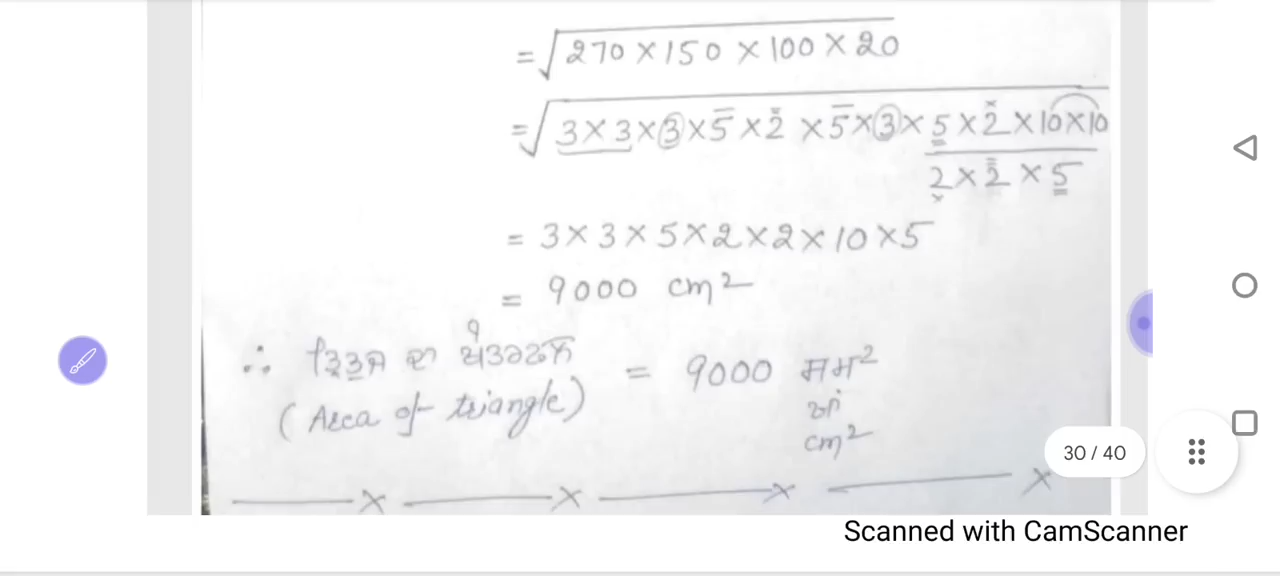 = √270 × 150 × 100 × 20
= √3 × 3 × 3 × 5 × 2 × 5 × 3 × 5 × 2 × 10 × 10
2 × 2 × 5
= 3 × 3 × 5 × 2 × 2 × 10 × 5
= 9000 cm²
∴ ਤ੍ਰਿਭੁਜ ਦਾ ਖੇਤਰਫਲ = 9000 ਸਮ²
(Area of triangle) ਜਾਂ
cm²
30 / 40
Scanned with CamScanner